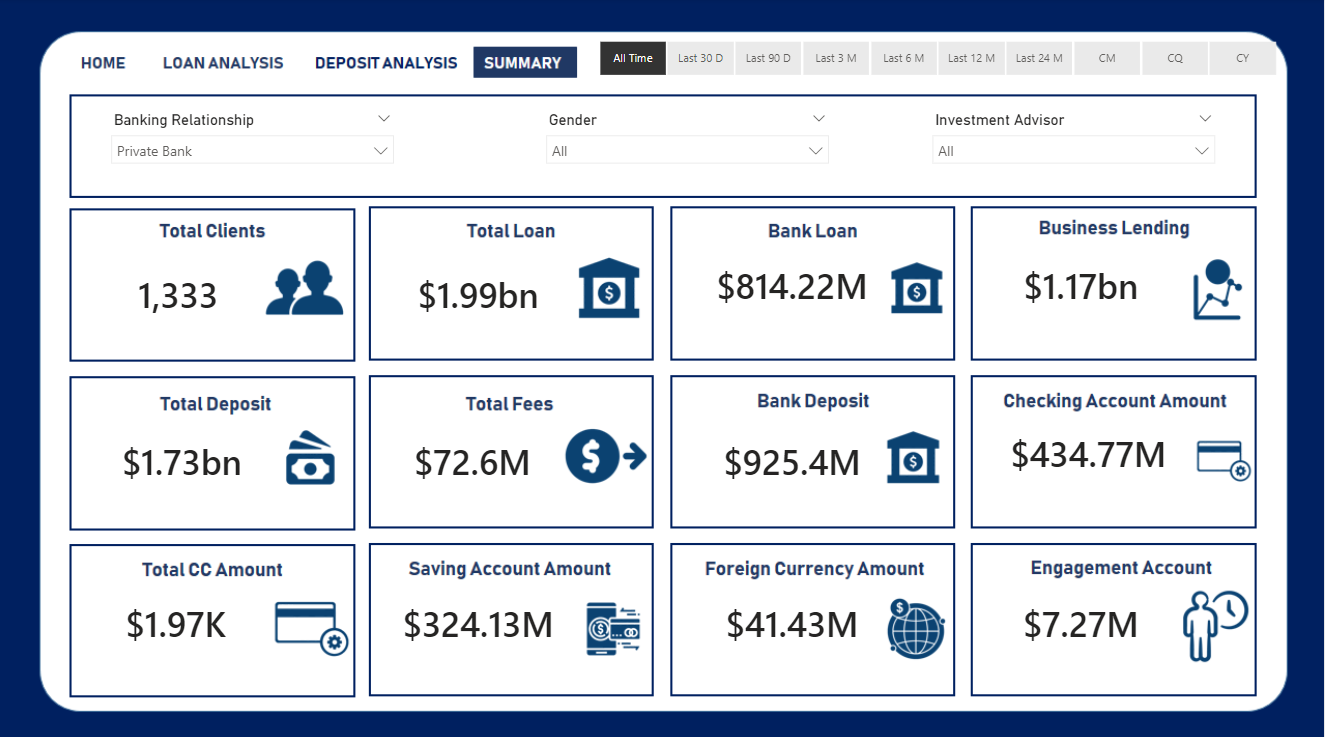 HOME LOAN ANALYSIS DEPOSIT ANALYSIS SUMMARY All Time Last 30 D Last 90 D Last 3 M Last 6 M Last 12 M Last 24 M CM CQ CY
Banking Relationship Gender Investment Advisor
Private Bank All All
Total Clients Total Loan Bank Loan Business Lending
1,333 $1.99bn $814.22M $1.17bn
Total Deposit Total Fees Bank Deposit Checking Account Amount
$1.73bn $72.6M $925.4M $434.77M
Total CC Amount Saving Account Amount Foreign Currency Amount Engagement Account
$1.97K $324.13M $41.43M $7.27M